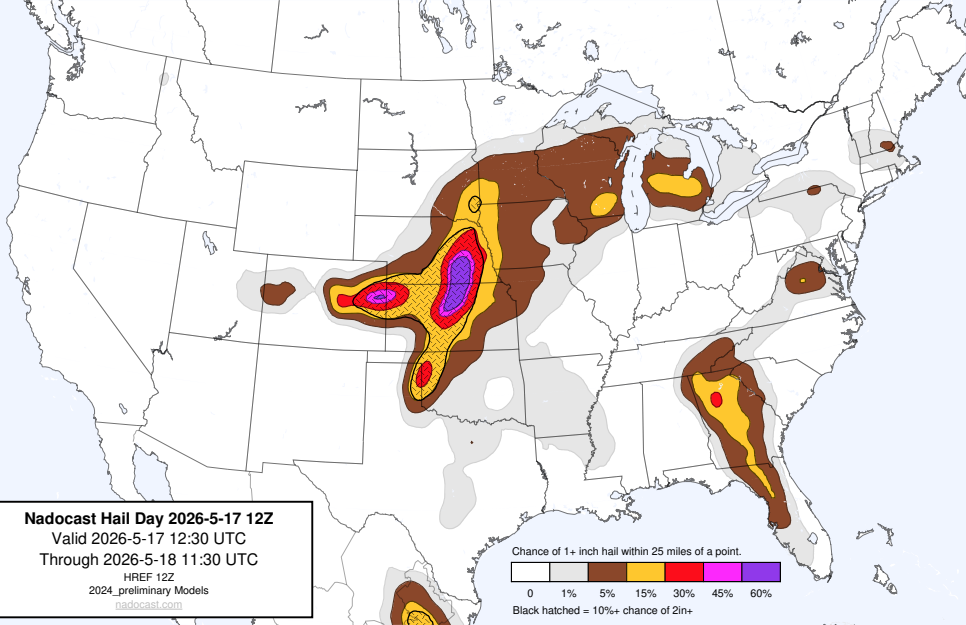 Nadocast Hail Day 2026-5-17 12Z
Valid 2026-5-17 12:30 UTC
Through 2026-5-18 11:30 UTC
HREF 12Z
2024_preliminary Models
nadocast.com
Chance of 1+ inch hail within 25 miles of a point.
0 1% 5% 15% 30% 45% 60%
Black hatched = 10%+ chance of 2in+